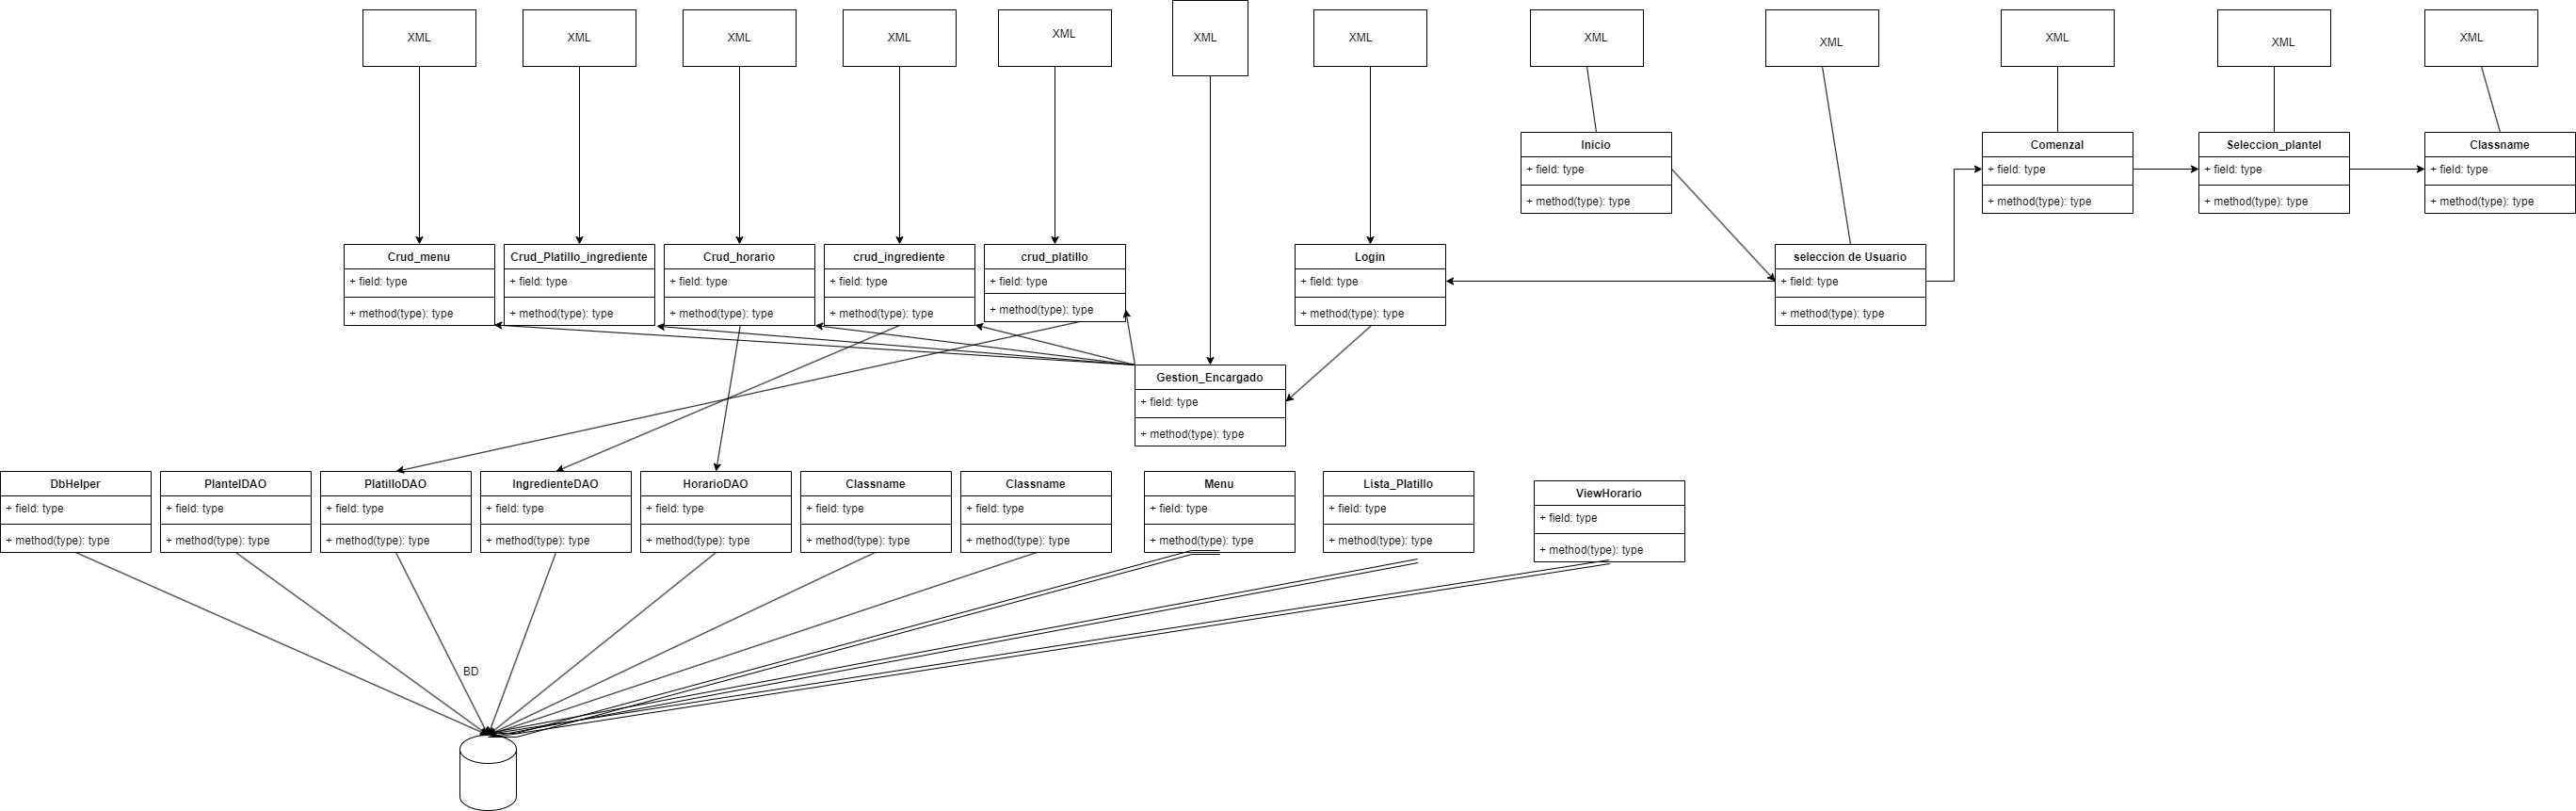 XML
XML
XML
XML
XML
XML
XML
XML
XML
XML
XML
XML
Inicio
+ field: type
+ method(type): type
Comenzal
+ field: type
+ method(type): type
Seleccion_plantel
+ field: type
+ method(type): type
Classname
+ field: type
+ method(type): type
Crud_menu
+ field: type
+ method(type): type
Crud_Platillo_ingrediente
+ field: type
+ method(type): type
Crud_horario
+ field: type
+ method(type): type
crud_ingrediente
+ field: type
+ method(type): type
crud_platillo
+ field: type
+ method(type): type
Login
+ field: type
+ method(type): type
seleccion de Usuario
+ field: type
+ method(type): type
Gestion_Encargado
+ field: type
+ method(type): type
DbHelper
+ field: type
+ method(type): type
PlantelDAO
+ field: type
+ method(type): type
PlatilloDAO
+ field: type
+ method(type): type
IngredienteDAO
+ field: type
+ method(type): type
HorarioDAO
+ field: type
+ method(type): type
Classname
+ field: type
+ method(type): type
Classname
+ field: type
+ method(type): type
Menu
+ field: type
+ method(type): type
Lista_Platillo
+ field: type
+ method(type): type
ViewHorario
+ field: type
+ method(type): type
BD